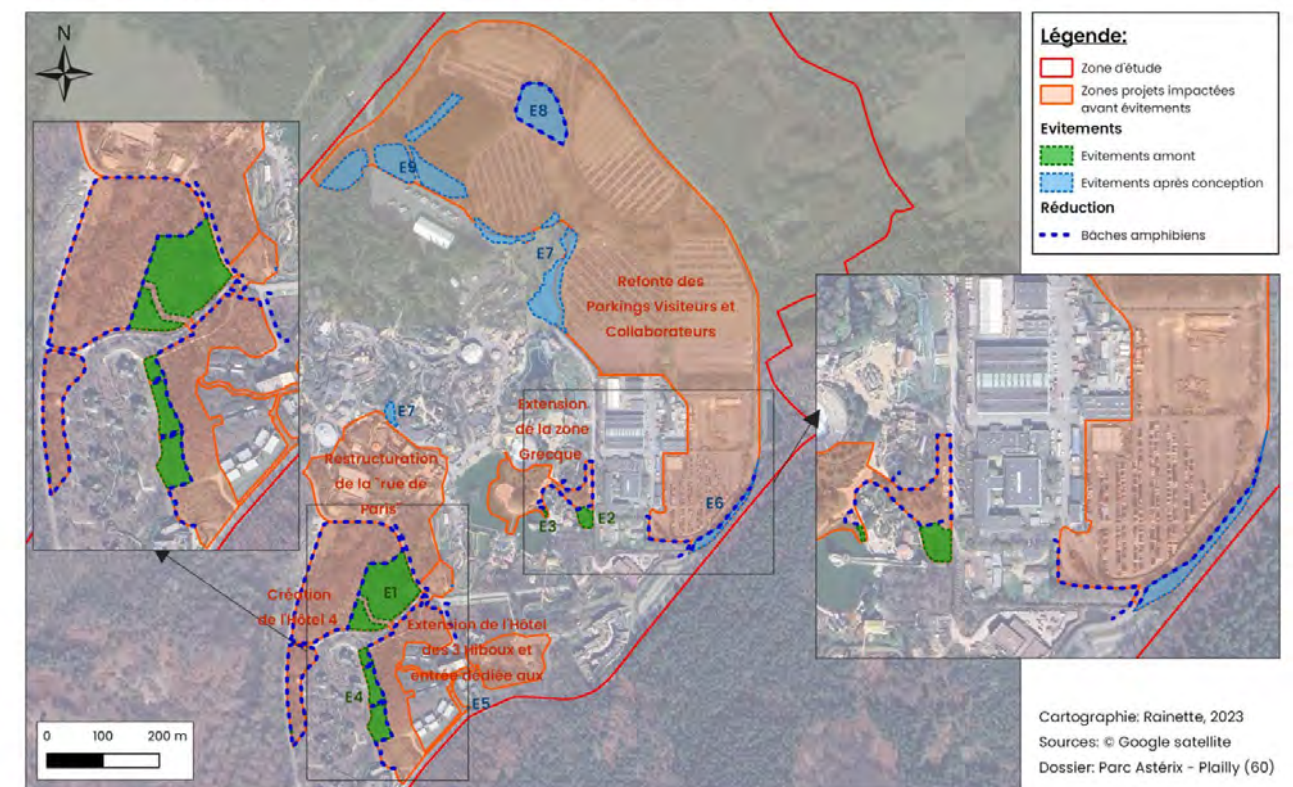 N
E8
E9
E7
Refonte des
Parkings Visiteurs et
Collaborateurs
E7
Extension
de la zone
Grecque
Restructuration
de la "rue de
Paris"
E6
E3
E2
E1
Création
de l'Hôtel 4
Extension de l'Hôtel
des 3 Hiboux et
entrée dédiée aux
E4
E5
0 100 200 m
Légende:
Zone d'étude
Zones projets impactées
avant évitements
Evitements
Evitements amont
Evitements après conception
Réduction
Bâches amphibiens
Cartographie: Rainette, 2023
Sources: © Google satellite
Dossier: Parc Astérix - Plailly (60)